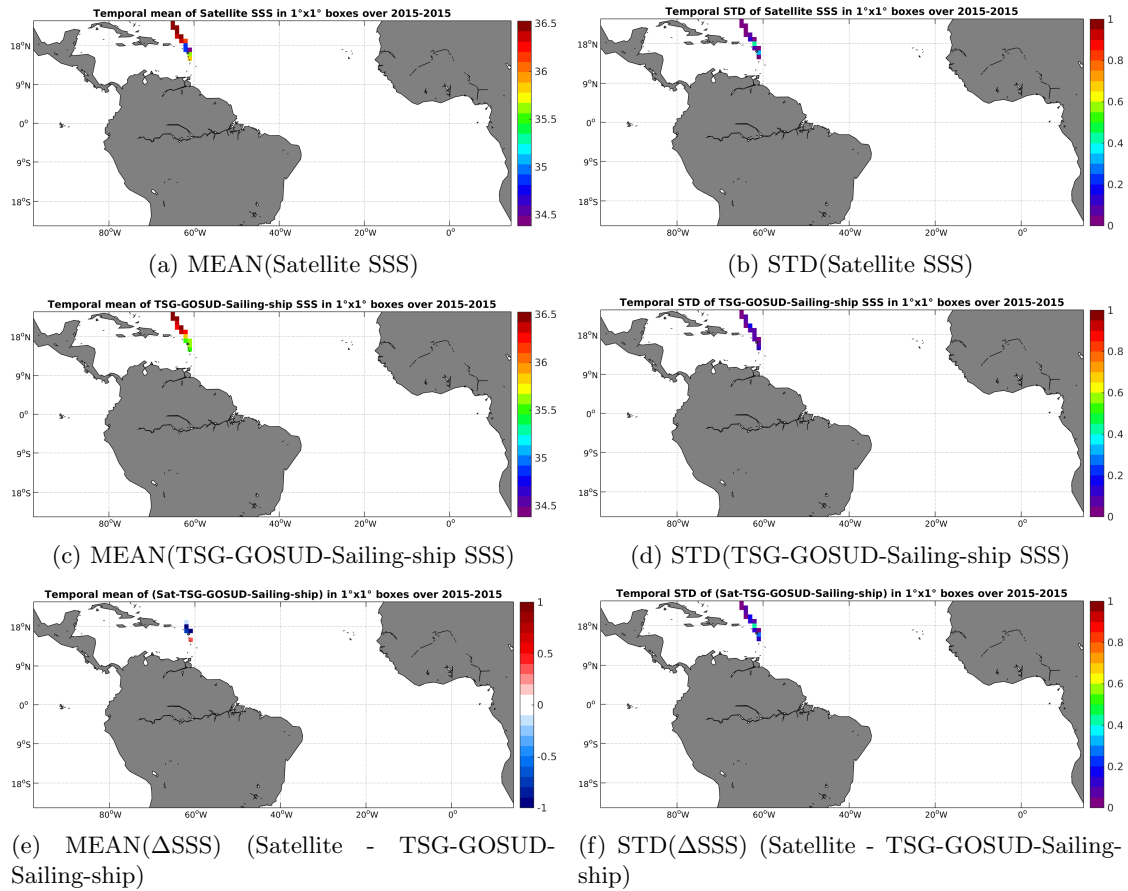 Temporal mean of Satellite SSS in 1°x1° boxes over 2015-2015
18°N
9°N
0°
9°S
18°S
80°W
60°W
40°W
20°W
0°
36.5
36
35.5
35
34.5
(a) MEAN(Satellite SSS)
Temporal STD of Satellite SSS in 1°x1° boxes over 2015-2015
18°N
9°N
0°
9°S
18°S
80°W
60°W
40°W
20°W
0°
1
0.8
0.6
0.4
0.2
0
(b) STD(Satellite SSS)
Temporal mean of TSG-GOSUD-Sailing-ship SSS in 1°x1° boxes over 2015-2015
18°N
9°N
0°
9°S
18°S
80°W
60°W
40°W
20°W
0°
36.5
36
35.5
35
34.5
(c) MEAN(TSG-GOSUD-Sailing-ship SSS)
Temporal STD of TSG-GOSUD-Sailing-ship SSS in 1°x1° boxes over 2015-2015
18°N
9°N
0°
9°S
18°S
80°W
60°W
40°W
20°W
0°
1
0.8
0.6
0.4
0.2
0
(d) STD(TSG-GOSUD-Sailing-ship SSS)
Temporal mean of (Sat-TSG-GOSUD-Sailing-ship) in 1°x1° boxes over 2015-2015
18°N
9°N
0°
9°S
18°S
80°W
60°W
40°W
20°W
0°
1
0.5
0
-0.5
-1
(e) MEAN(ΔSSS) (Satellite - TSG-GOSUD-
Sailing-ship)
Temporal STD of (Sat-TSG-GOSUD-Sailing-ship) in 1°x1° boxes over 2015-2015
18°N
9°N
0°
9°S
18°S
80°W
60°W
40°W
20°W
0°
1
0.8
0.6
0.4
0.2
0
(f) STD(ΔSSS) (Satellite - TSG-GOSUD-Sailing-
ship)